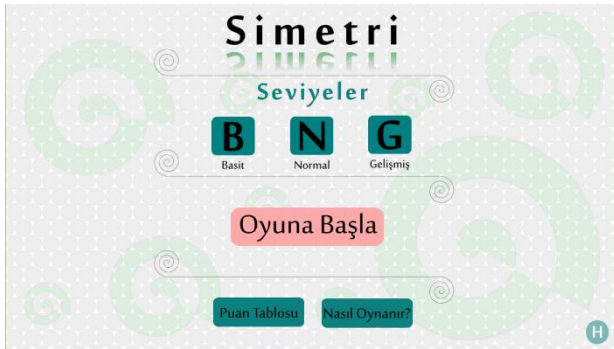 Simetri
Seviyeler
B N G
Basit Normal Gelişmiş
Oyuna Başla
Puan Tablosu Nasıl Oynanır?
H